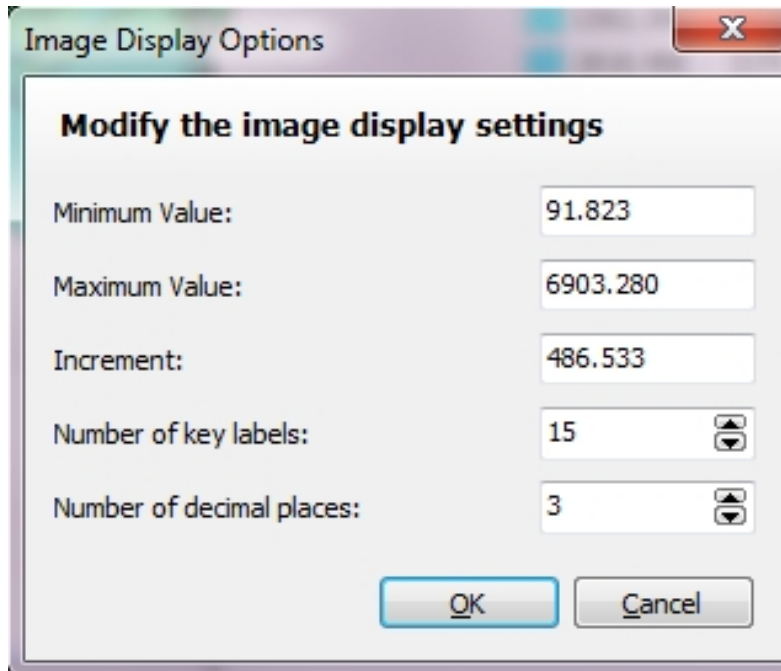 Image Display Options
Modify the image display settings
Minimum Value: 91.823
Maximum Value: 6903.280
Increment: 486.533
Number of key labels: 15
Number of decimal places: 3
OK Cancel